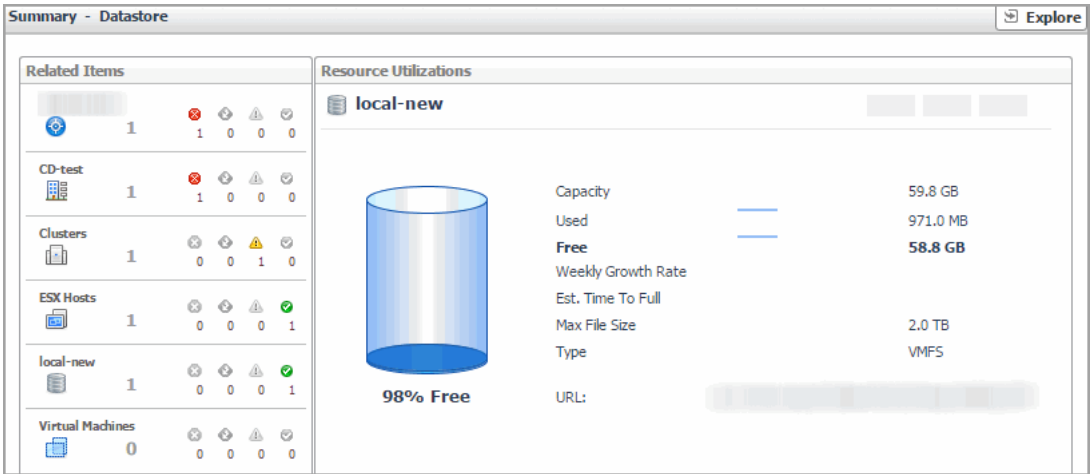 Summary - Datastore
Explore
Related Items
1
1 0 0 0
CD-test
1
1 0 0 0
Clusters
1
0 0 1 0
ESX Hosts
1
0 0 0 1
local-new
1
0 0 0 1
Virtual Machines
0
0 0 0 0
Resource Utilizations
local-new
98% Free
Capacity 59.8 GB
Used 971.0 MB
Free 58.8 GB
Weekly Growth Rate
Est. Time To Full
Max File Size 2.0 TB
Type VMFS
URL: